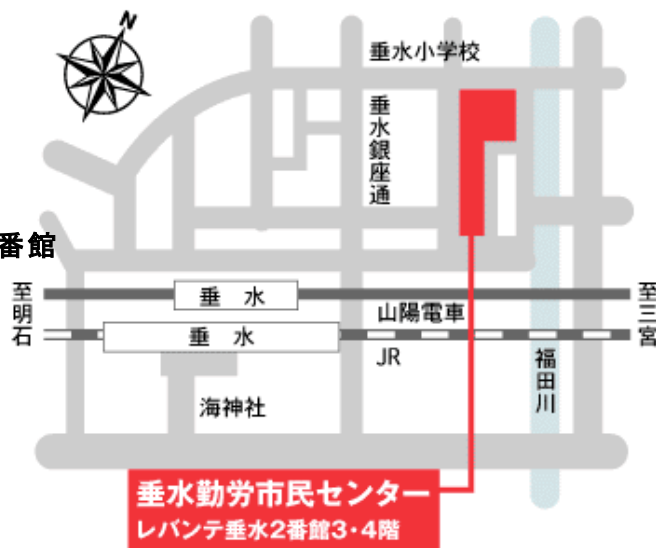 N
垂水小学校
垂水銀座通
番館
至明石
垂水
山陽電車
至三宮
垂水
JR
福田川
海神社
垂水勤労市民センター
レバンテ垂水2番館3・4階